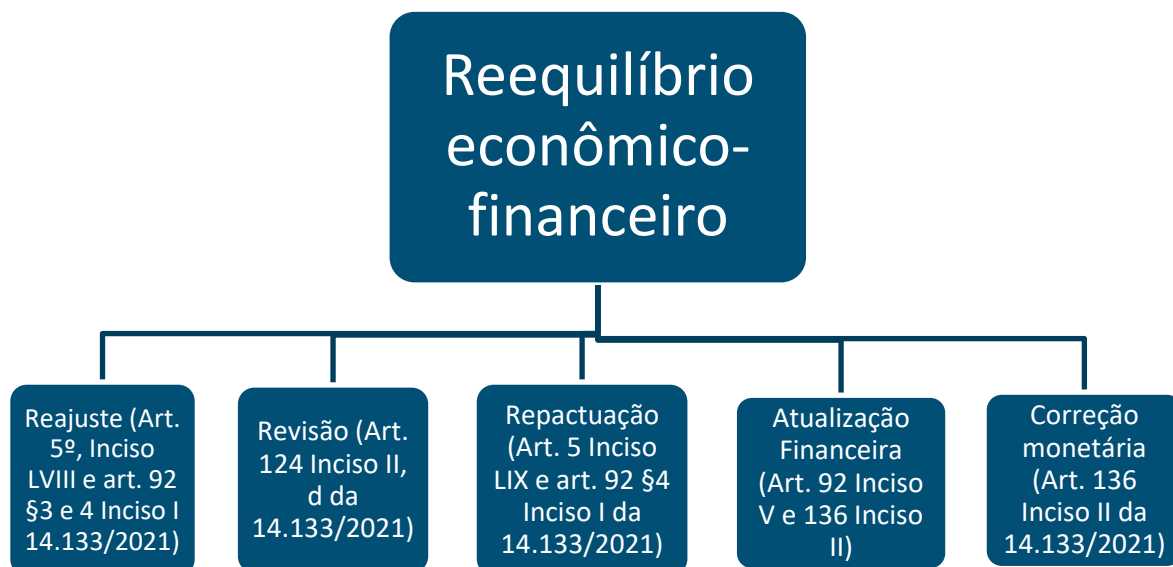 Reequilíbrio
econômico-
financeiro
Reajuste (Art.
5º, Inciso
LVIII e art. 92
§3 e 4 Inciso I
14.133/2021)
Revisão (Art.
124 Inciso II,
d da
14.133/2021)
Repactuação
(Art. 5 Inciso
LIX e art. 92 §4
Inciso I da
14.133/2021)
Atualização
Financeira
(Art. 92 Inciso
V e 136 Inciso
II)
Correção
monetária
(Art. 136
Inciso II da
14.133/2021)